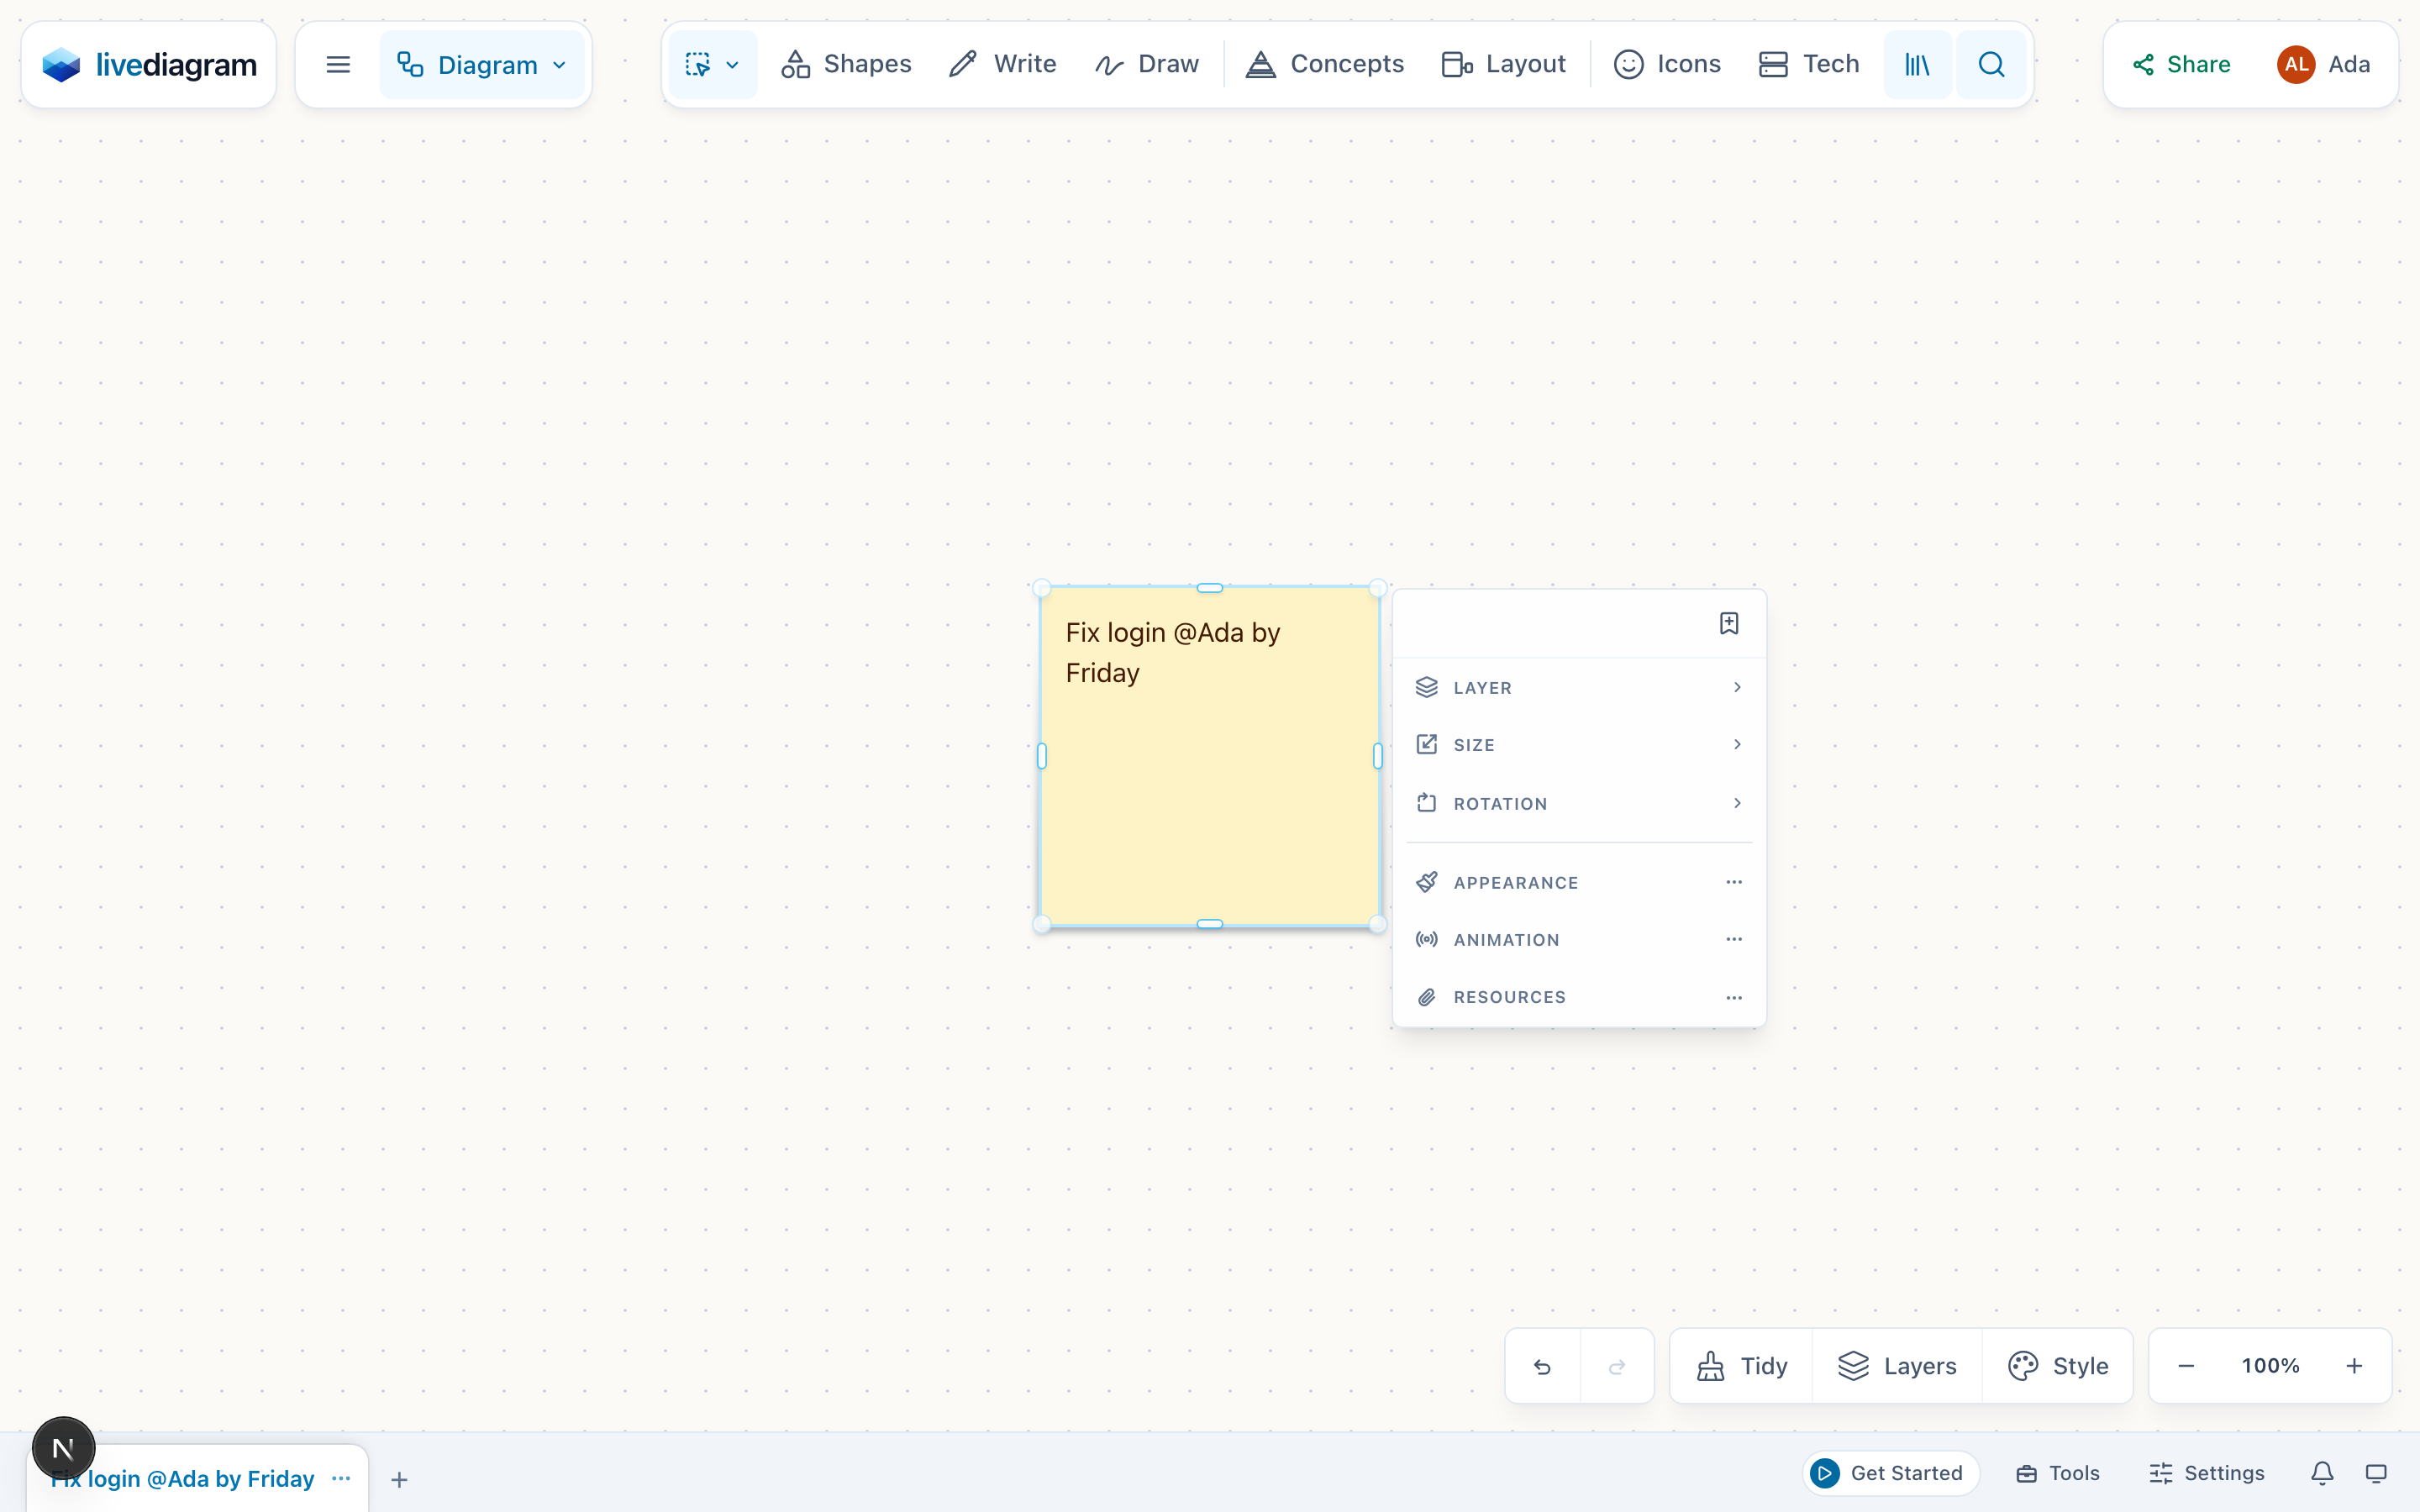 livediagram
Diagram
Shapes
Write
Draw
Concepts
Layout
Icons
Tech
Share
AL
Ada
Fix login @Ada by
Friday
LAYER
SIZE
ROTATION
APPEARANCE
ANIMATION
RESOURCES
Tidy
Layers
Style
100%
N
Fix login @Ada by Friday
Get Started
Tools
Settings